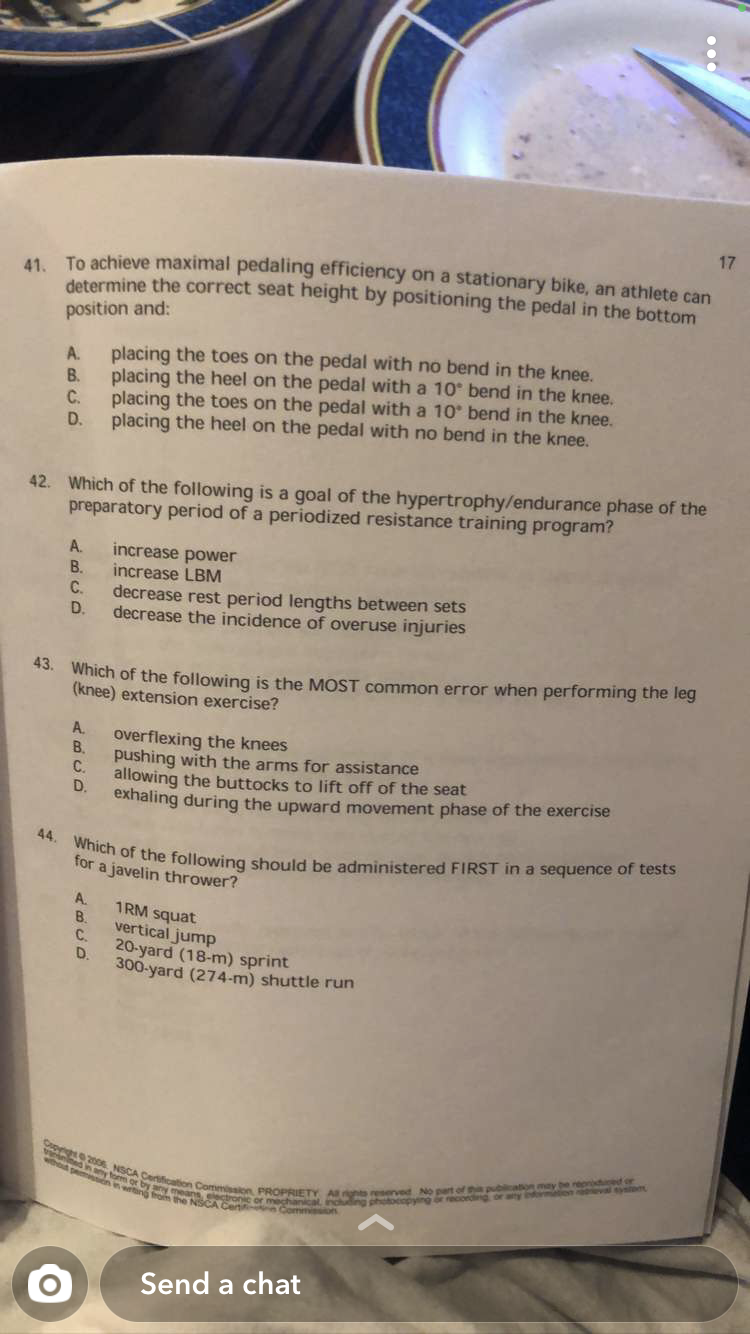 17
41. To achieve maximal pedaling efficiency on a stationary bike, an athlete can
determine the correct seat height by positioning the pedal in the bottom
position and:
A. placing the toes on the pedal with no bend in the knee.
B. placing the heel on the pedal with a 10° bend in the knee.
C. placing the toes on the pedal with a 10° bend in the knee.
D. placing the heel on the pedal with no bend in the knee.
42. Which of the following is a goal of the hypertrophy/endurance phase of the
preparatory period of a periodized resistance training program?
A. increase power
B. increase LBM
C. decrease rest period lengths between sets
D. decrease the incidence of overuse injuries
43. Which of the following is the MOST common error when performing the leg
(knee) extension exercise?
A. overflexing the knees
B. pushing with the arms for assistance
C. allowing the buttocks to lift off of the seat
D. exhaling during the upward movement phase of the exercise
44. Which of the following should be administered FIRST in a sequence of tests
for a javelin thrower?
A. 1RM squat
B. vertical jump
C. 20-yard (18-m) sprint
D. 300-yard (274-m) shuttle run
Copyright © 2006 NSCA Certification Commission, PROPRIETY All rights reserved. No part of this publication may be reproduced or
transmitted in any form or by any means, electronic or mechanical, including photocopying or recording, or any information retrieval system,
without permission in writing from the NSCA Certification Commission.
Send a chat